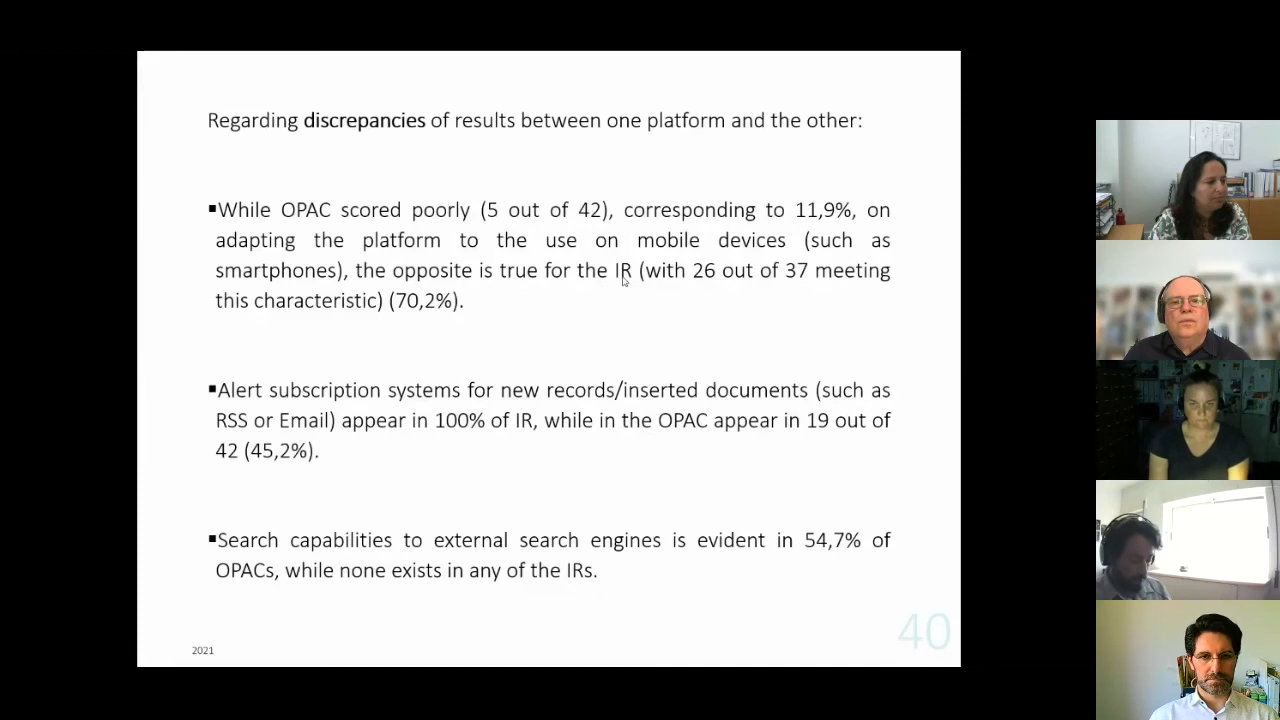 Regarding discrepancies of results between one platform and the other:
▪While OPAC scored poorly (5 out of 42), corresponding to 11,9%, on
adapting the platform to the use on mobile devices (such as
smartphones), the opposite is true for the IR (with 26 out of 37 meeting
this characteristic) (70,2%).
▪Alert subscription systems for new records/inserted documents (such as
RSS or Email) appear in 100% of IR, while in the OPAC appear in 19 out of
42 (45,2%).
▪Search capabilities to external search engines is evident in 54,7% of
OPACs, while none exists in any of the IRs.
40
2021